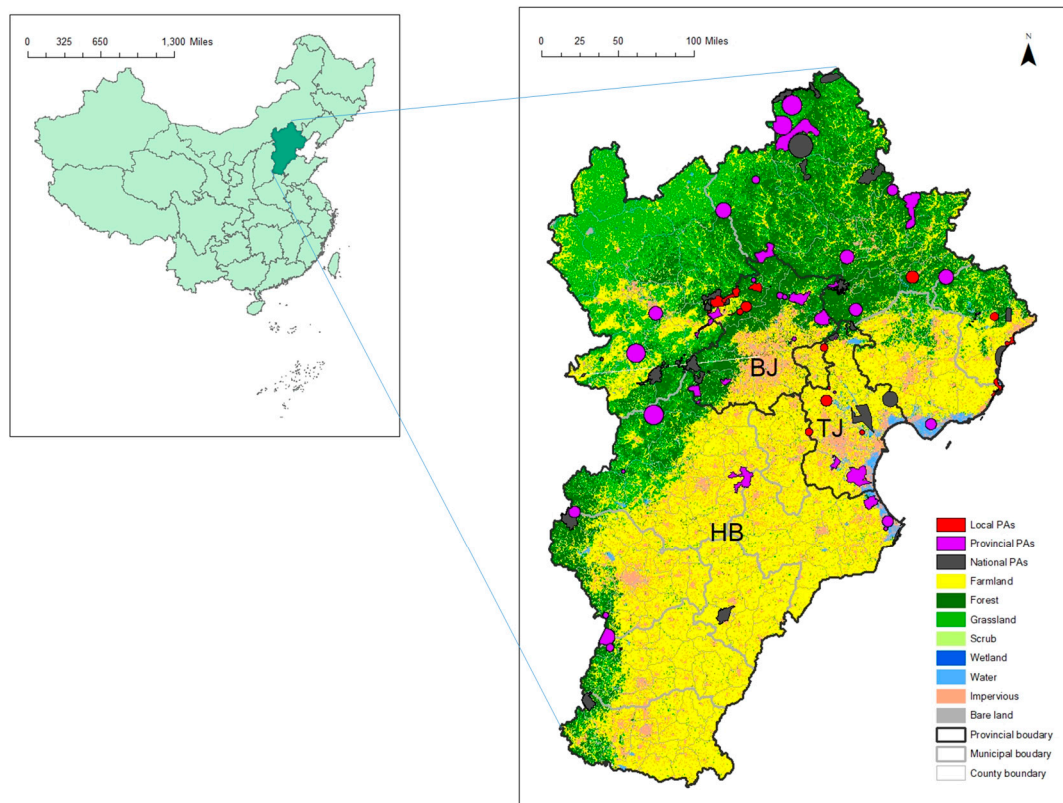 0 325 650 1,300 Miles
0 25 50 100 Miles
N
BJ
TJ
HB
Local PAs
Provincial PAs
National PAs
Farmland
Forest
Grassland
Scrub
Wetland
Water
Impervious
Bare land
Provincial boudary
Municipal boundary
County boundary